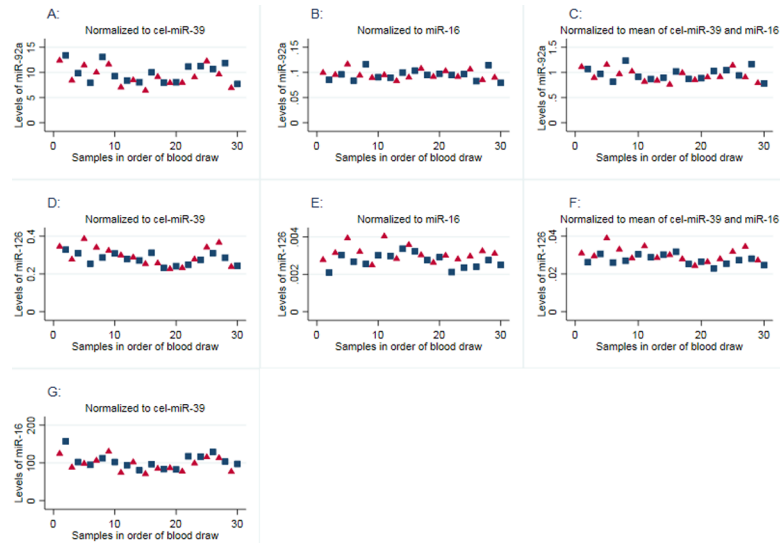 A:
Normalized to cel-miR-39
Levels of miR-92a
0 5 10 15
0 10 20 30
Samples in order of blood draw
B:
Normalized to miR-16
Levels of miR-92a
0 .05 .1 .15
0 10 20 30
Samples in order of blood draw
C:
Normalized to mean of cel-miR-39 and miR-16
Levels of miR-92a
0 .5 1 1.5
0 10 20 30
Samples in order of blood draw
D:
Normalized to cel-miR-39
Levels of miR-126
0 0.2 0.4
0 10 20 30
Samples in order of blood draw
E:
Normalized to miR-16
Levels of miR-126
0 .002 .004
0 10 20 30
Samples in order of blood draw
F:
Normalized to mean of cel-miR-39 and miR-16
Levels of miR-126
0 .02 .04
0 10 20 30
Samples in order of blood draw
G:
Normalized to cel-miR-39
Levels of miR-16
0 100 200
0 10 20 30
Samples in order of blood draw